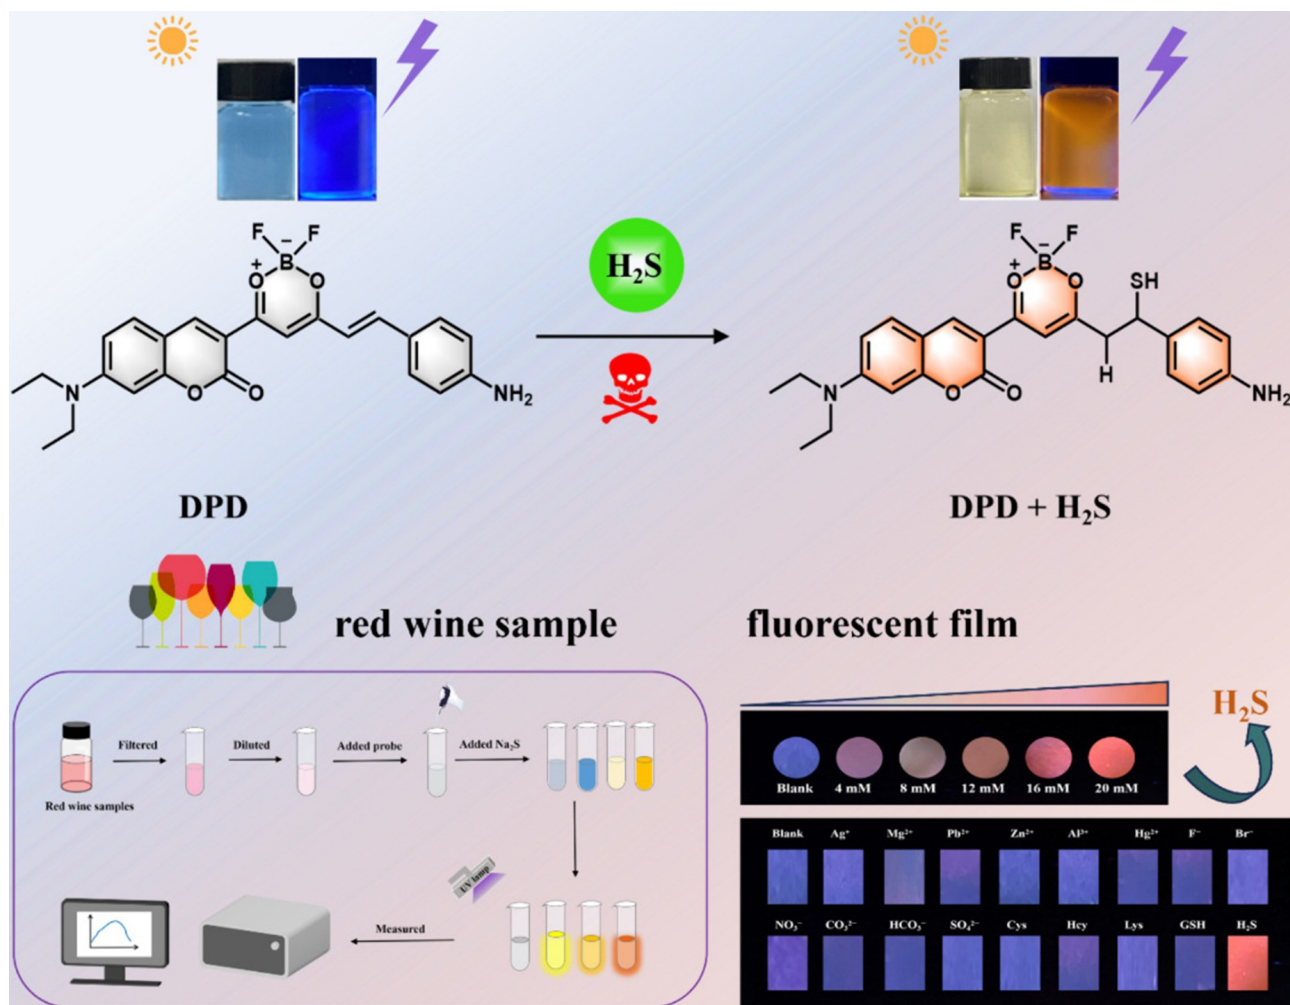 F
F
−
+
B
O
O
N
O
O
NH₂
H₂S
F
F
−
+
B
O
O
SH
H
N
O
O
NH₂
DPD
DPD + H₂S
red wine sample
fluorescent film
Filtered
Diluted
Added probe
Added Na₂S
Red wine samples
UV lamp
Measured
H₂S
Blank 4 mM 8 mM 12 mM 16 mM 20 mM
Blank Ag⁺ Mg²⁺ Pb²⁺ Zn²⁺ Al³⁺ Hg²⁺ F⁻ Br⁻
NO₃⁻ CO₃²⁻ HCO₃⁻ SO₄²⁻ Cys Hcy Lys GSH H₂S